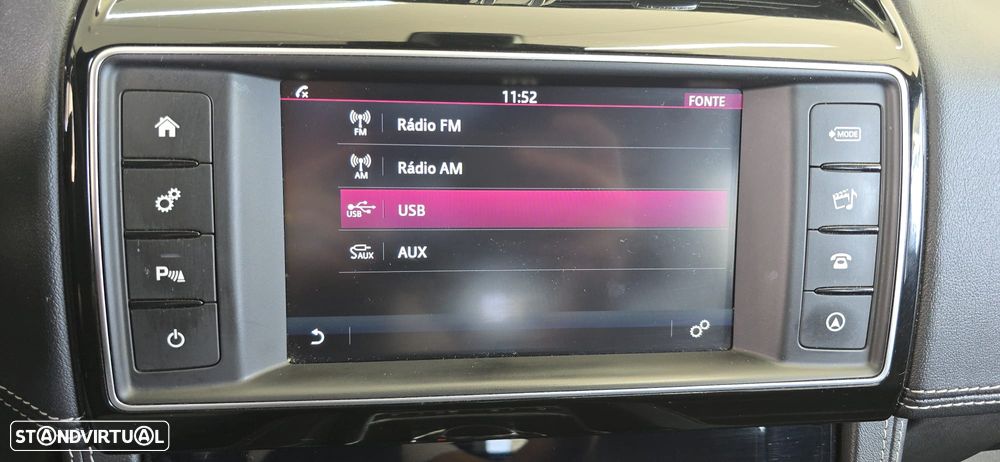 11:52
FONTE
FM
Rádio FM
AM
Rádio AM
USB
USB
AUX
AUX
MODE
P
STANDVIRTUAL